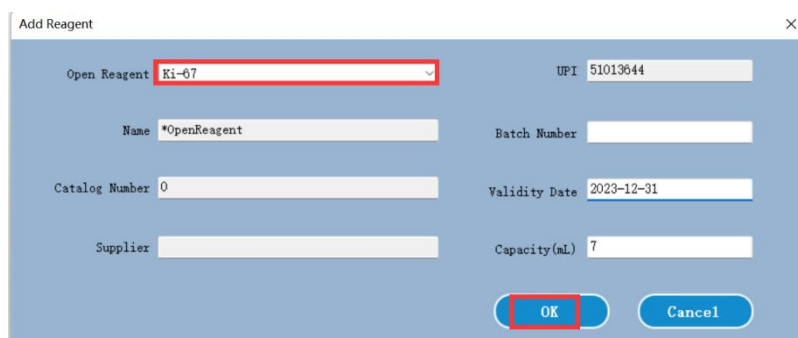 Add Reagent
Open Reagent Ki-67 UPI 51013644
Name *OpenReagent Batch Number
Catalog Number 0 Validity Date 2023-12-31
Supplier Capacity(mL) 7
OK Cancel